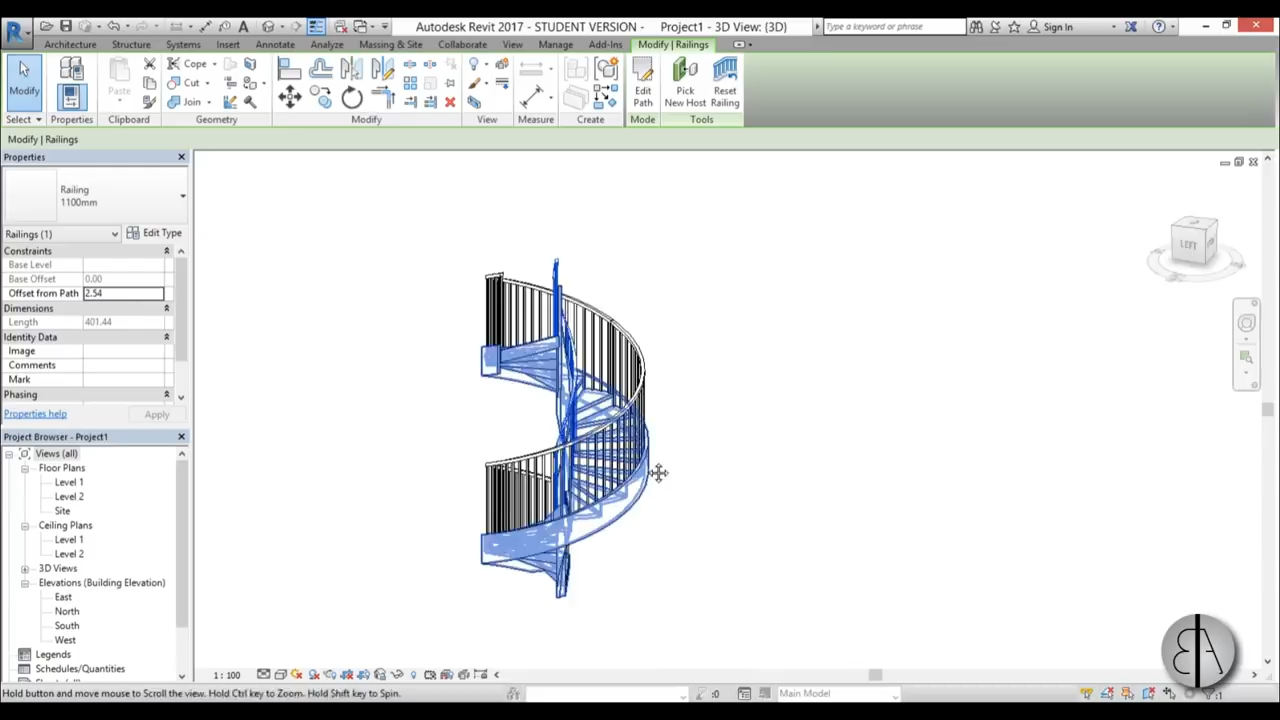 Autodesk Revit 2017 - STUDENT VERSION - Project1 - 3D View: {3D}
Type a keyword or phrase
Sign In
Architecture Structure Systems Insert Annotate Analyze Massing & Site Collaborate View Manage Add-Ins Modify | Railings
Modify
Paste
Cope
Cut
Join
Edit Path
Pick New Host
Reset Railing
Select Properties Clipboard Geometry Modify View Measure Create Mode Tools
Modify | Railings
Properties
Railing
1100mm
Railings (1) Edit Type
Constraints
Base Level
Base Offset 0.00
Offset from Path 2.54
Dimensions
Length 401.44
Identity Data
Image
Comments
Mark
Phasing
Properties help Apply
Project Browser - Project1
Views (all)
Floor Plans
Level 1
Level 2
Site
Ceiling Plans
Level 1
Level 2
3D Views
Elevations (Building Elevation)
East
North
South
West
Legends
Schedules/Quantities
LEFT
1 : 100
Hold button and move mouse to Scroll the view. Hold Ctrl key to Zoom. Hold Shift key to Spin.
:0
Main Model
:1